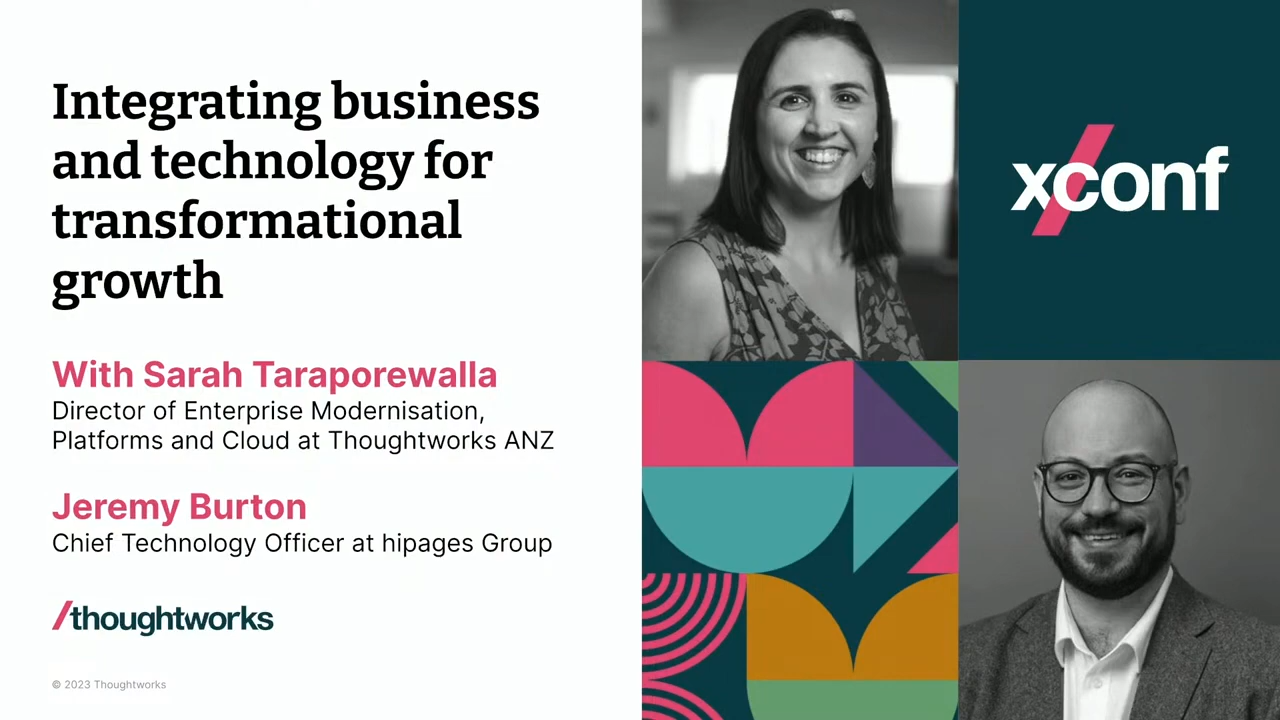 Integrating business
and technology for
transformational
growth
With Sarah Taraporewalla
Director of Enterprise Modernisation,
Platforms and Cloud at Thoughtworks ANZ
Jeremy Burton
Chief Technology Officer at hipages Group
/thoughtworks
© 2023 Thoughtworks
xconf